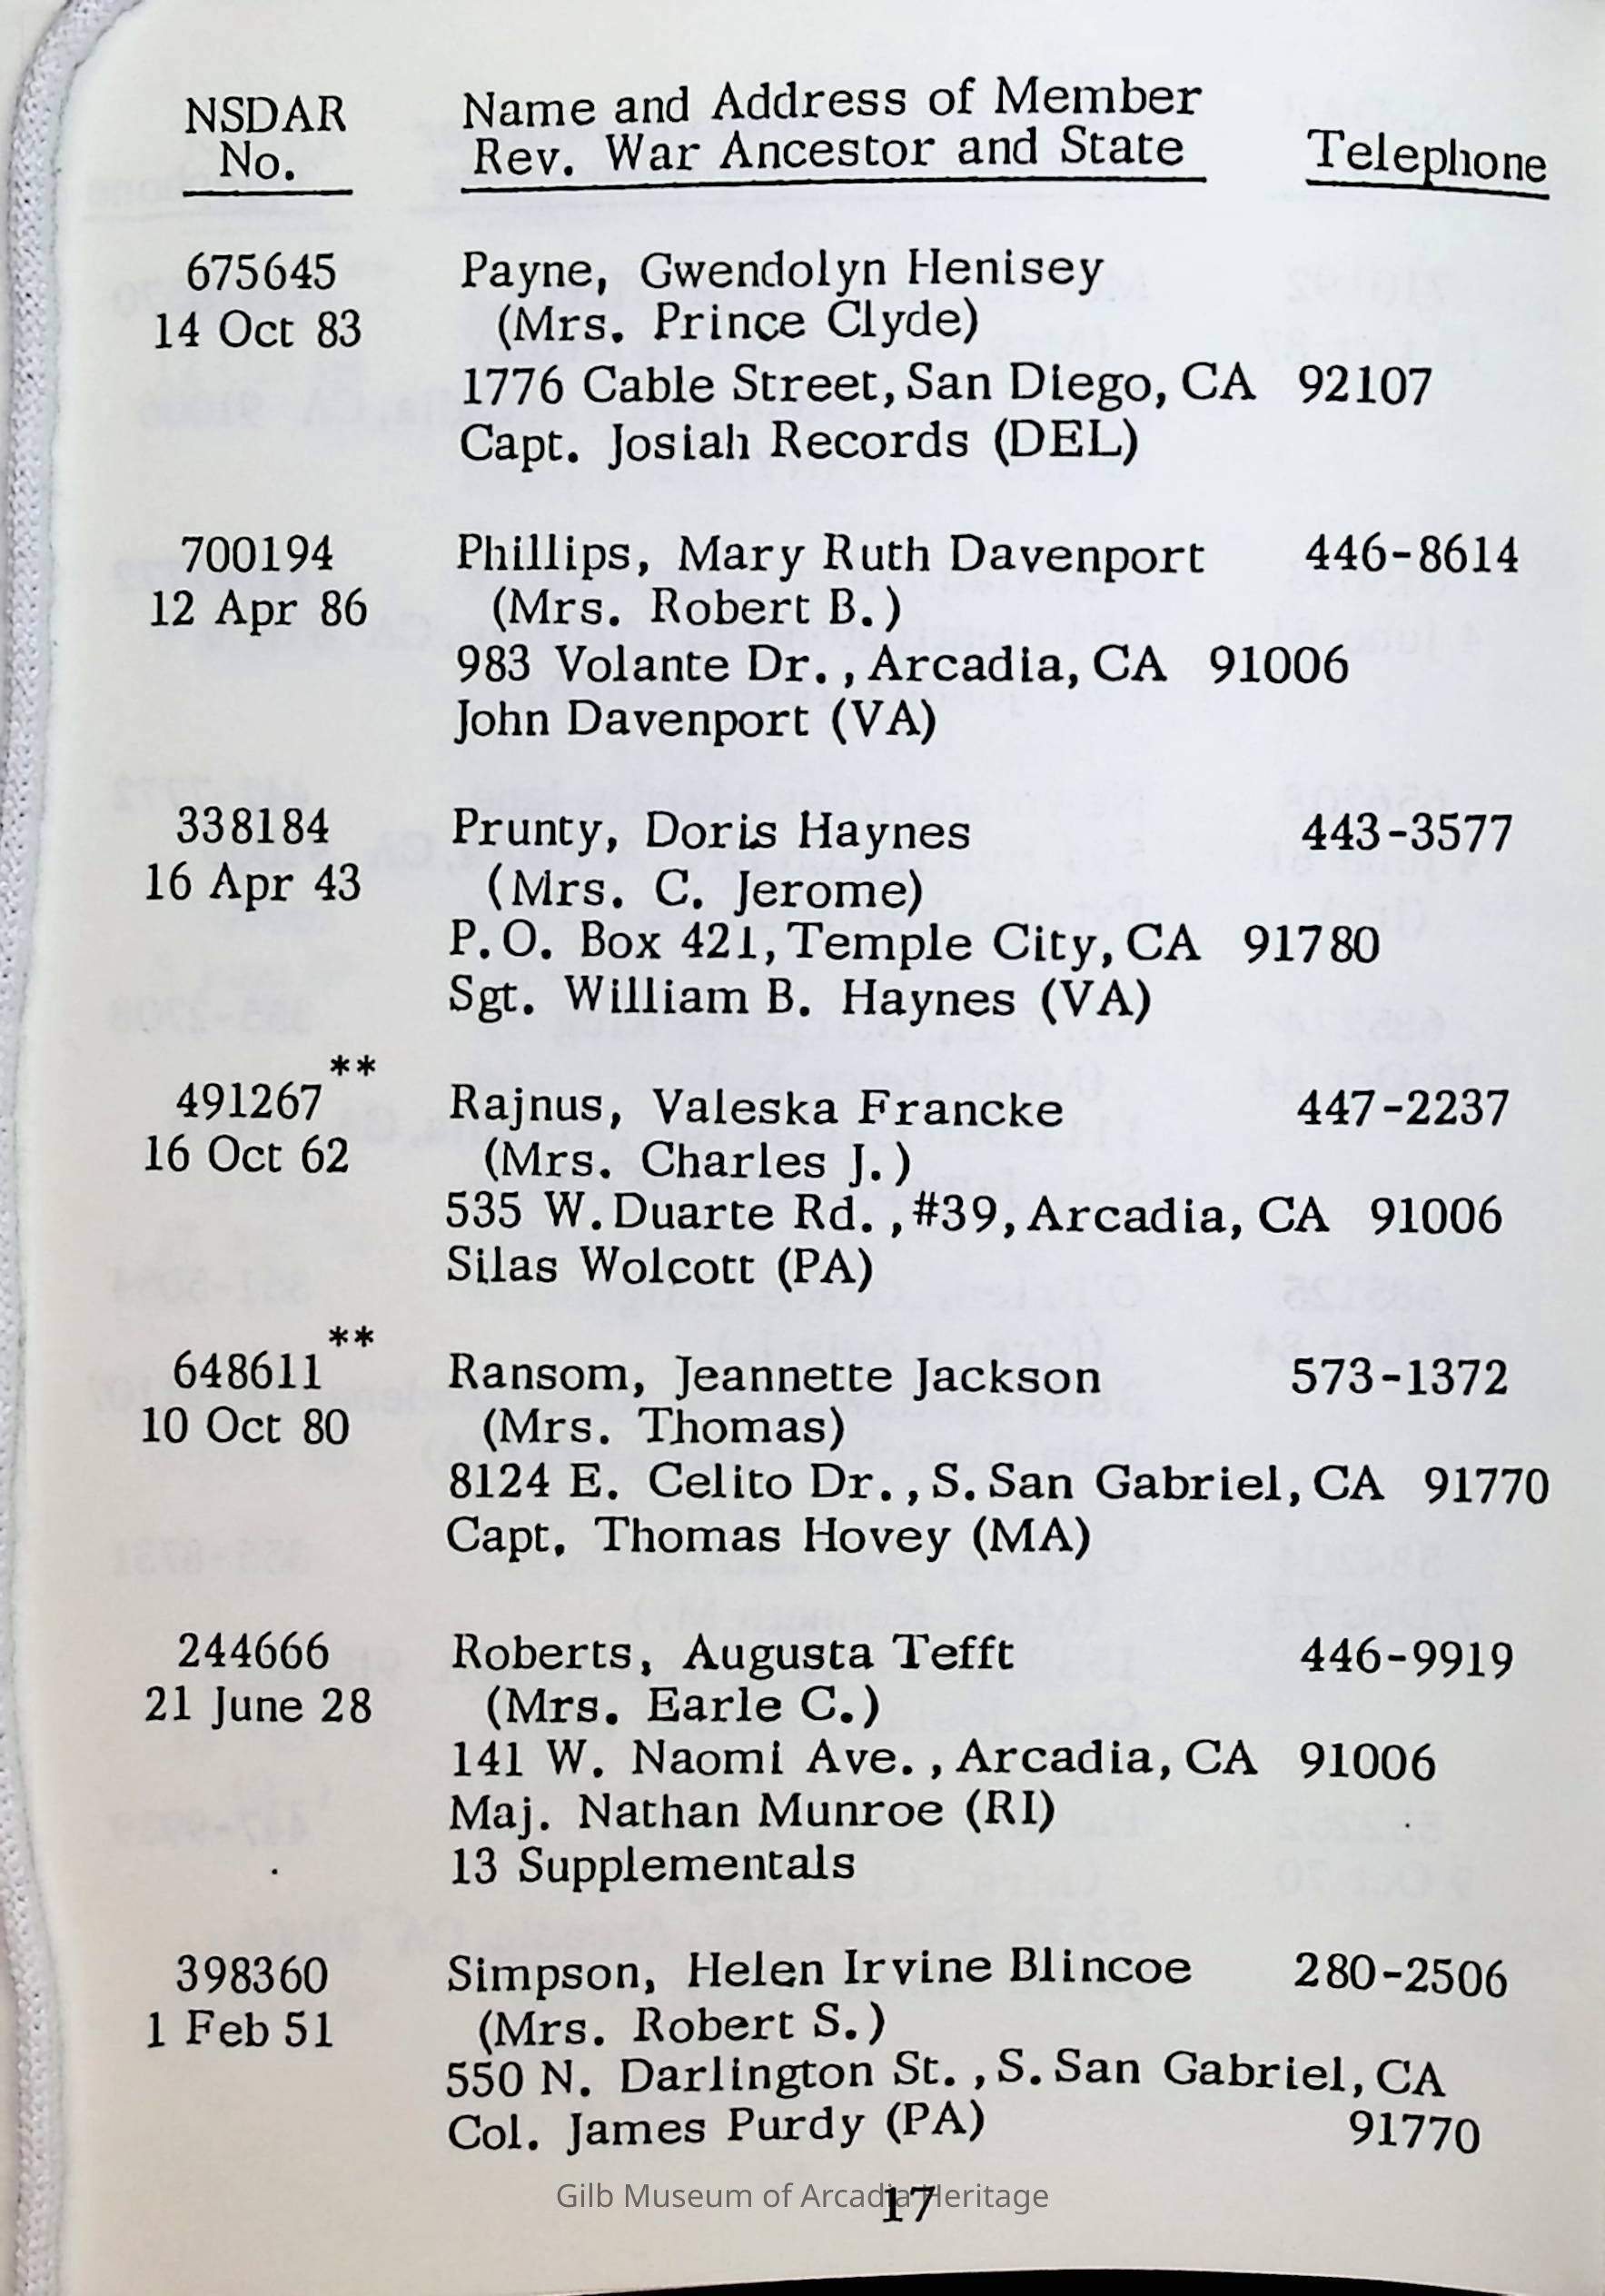 NSDAR No. Name and Address of Member Rev. War Ancestor and State Telephone
675645 Payne, Gwendolyn Henisey
14 Oct 83 (Mrs. Prince Clyde)
1776 Cable Street, San Diego, CA 92107
Capt. Josiah Records (DEL)
700194 Phillips, Mary Ruth Davenport 446-8614
12 Apr 86 (Mrs. Robert B.)
983 Volante Dr., Arcadia, CA 91006
John Davenport (VA)
338184 Prunty, Doris Haynes 443-3577
16 Apr 43 (Mrs. C. Jerome)
P.O. Box 421, Temple City, CA 91780
Sgt. William B. Haynes (VA)
491267** Rajnus, Valeska Francke 447-2237
16 Oct 62 (Mrs. Charles J.)
535 W. Duarte Rd., #39, Arcadia, CA 91006
Silas Wolcott (PA)
648611** Ransom, Jeannette Jackson 573-1372
10 Oct 80 (Mrs. Thomas)
8124 E. Celito Dr., S. San Gabriel, CA 91770
Capt. Thomas Hovey (MA)
244666 Roberts, Augusta Tefft 446-9919
21 June 28 (Mrs. Earle C.)
141 W. Naomi Ave., Arcadia, CA 91006
Maj. Nathan Munroe (RI)
13 Supplementals
398360 Simpson, Helen Irvine Blincoe 280-2506
1 Feb 51 (Mrs. Robert S.)
550 N. Darlington St., S. San Gabriel, CA
Col. James Purdy (PA) 91770
17
Gilb Museum of Arcadia Heritage